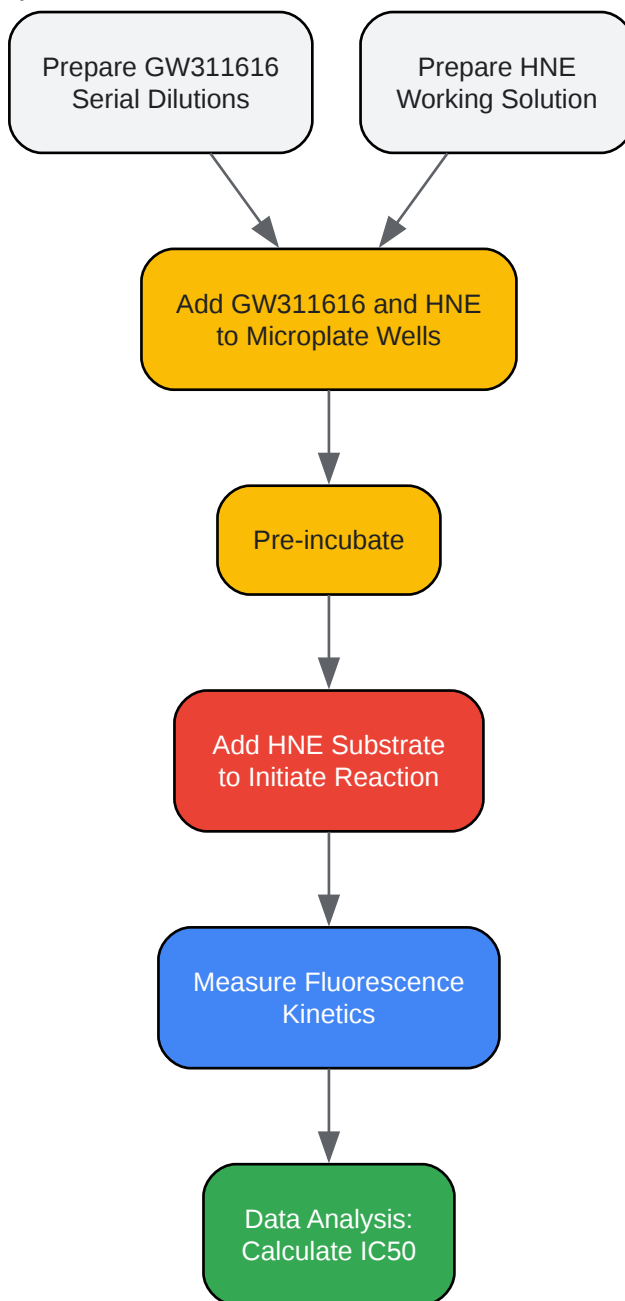 Prepare GW311616
Serial Dilutions
Prepare HNE
Working Solution
Add GW311616 and HNE
to Microplate Wells
Pre-incubate
Add HNE Substrate
to Initiate Reaction
Measure Fluorescence
Kinetics
Data Analysis:
Calculate IC50